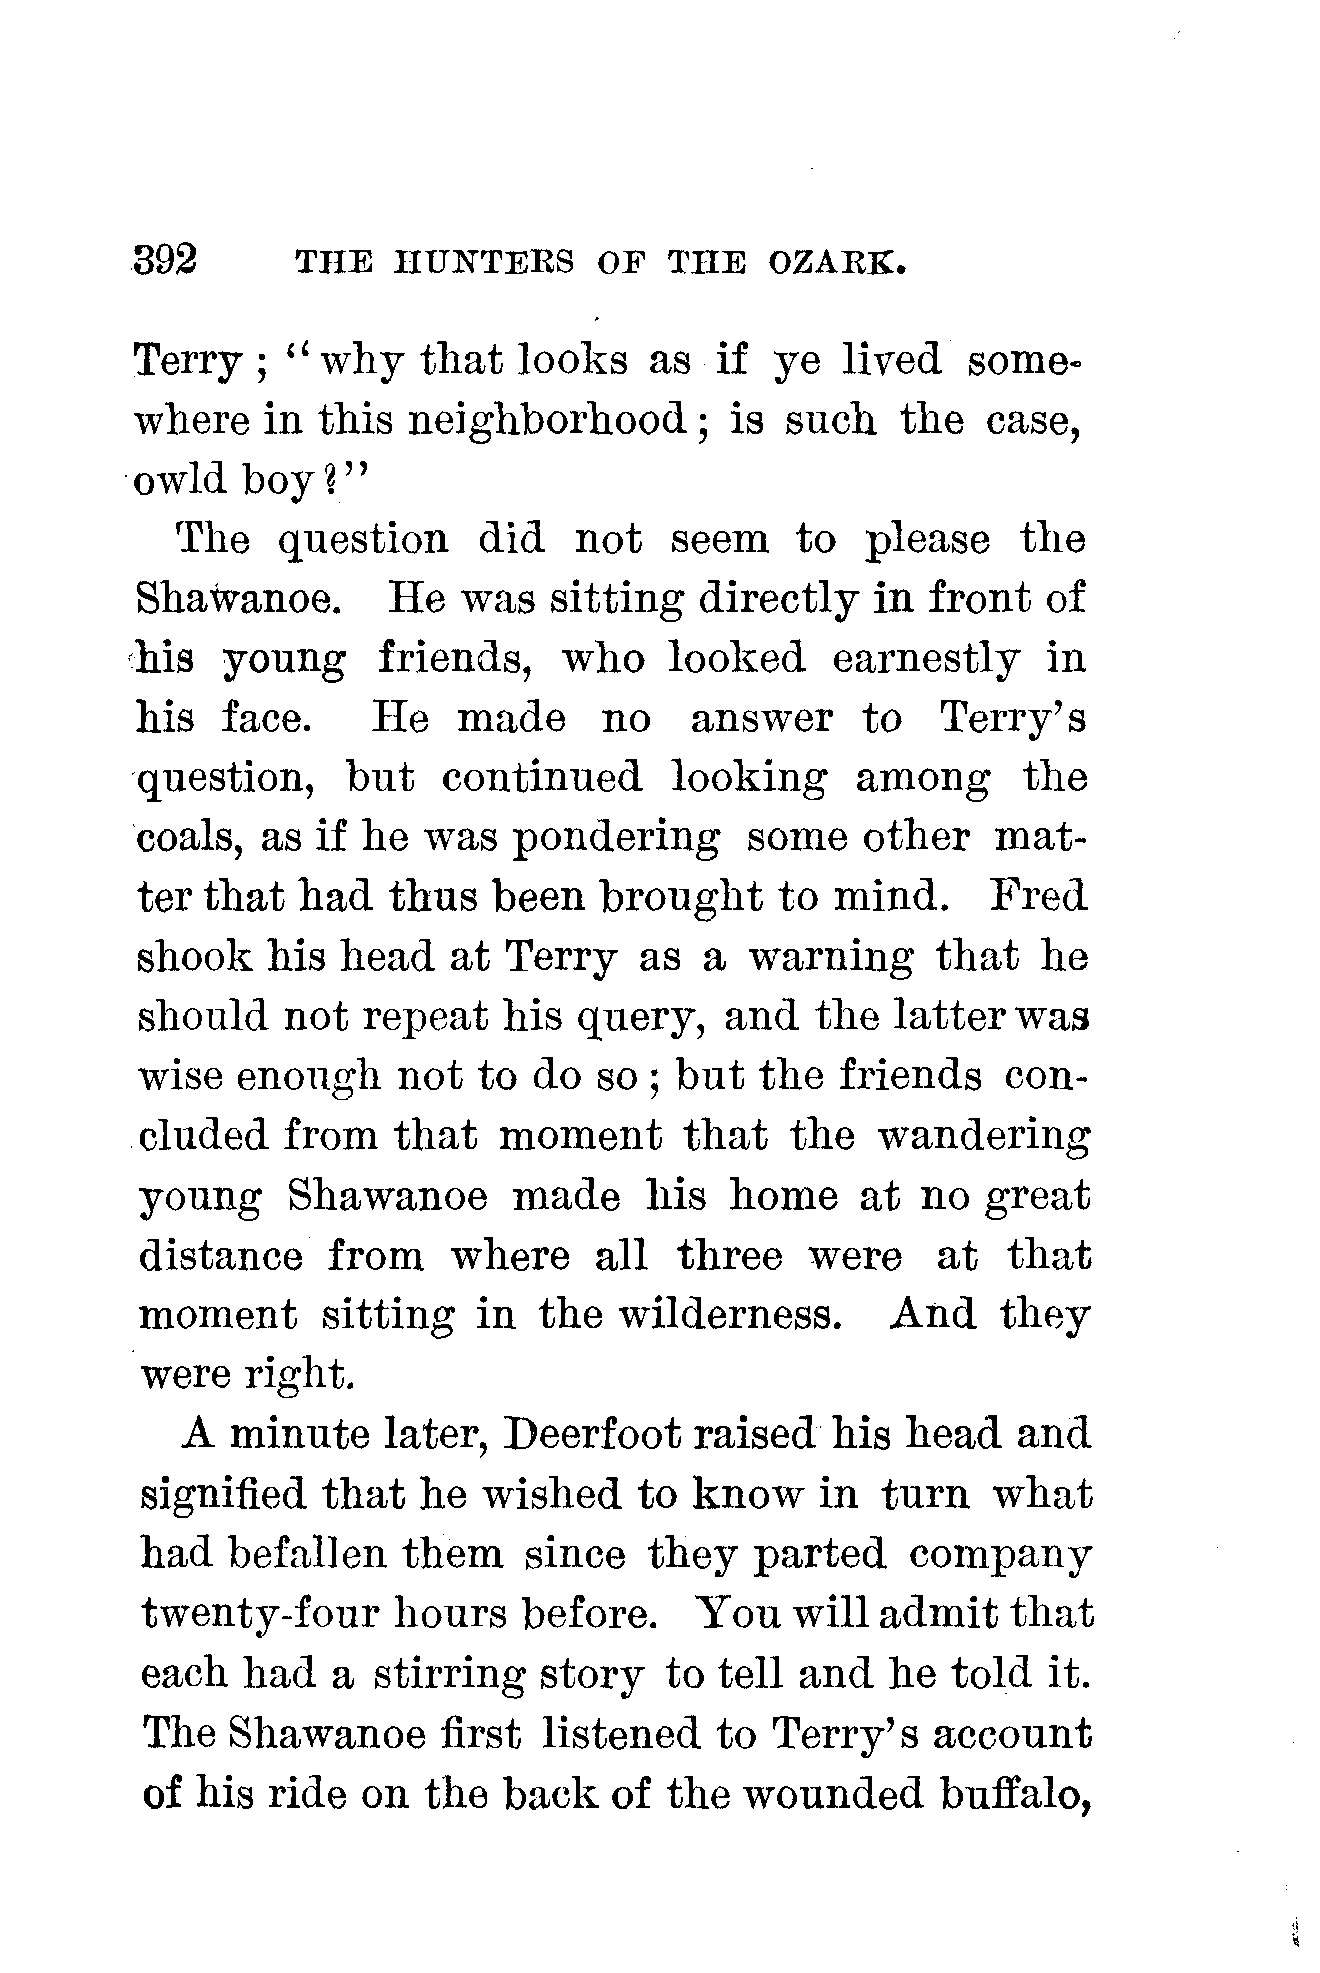 392 THE HUNTERS OF THE OZARK.
Terry ; “ why that looks as if ye lived some-
where in this neighborhood ; is such the case,
owld boy ?”
The question did not seem to please the
Shawanoe. He was sitting directly in front of
his young friends, who looked earnestly in
his face. He made no answer to Terry’s
question, but continued looking among the
coals, as if he was pondering some other mat-
ter that had thus been brought to mind. Fred
shook his head at Terry as a warning that he
should not repeat his query, and the latter was
wise enough not to do so ; but the friends con-
cluded from that moment that the wandering
young Shawanoe made his home at no great
distance from where all three were at that
moment sitting in the wilderness. And they
were right.
A minute later, Deerfoot raised his head and
signified that he wished to know in turn what
had befallen them since they parted company
twenty-four hours before. You will admit that
each had a stirring story to tell and he told it.
The Shawanoe first listened to Terry’s account
of his ride on the back of the wounded buffalo,